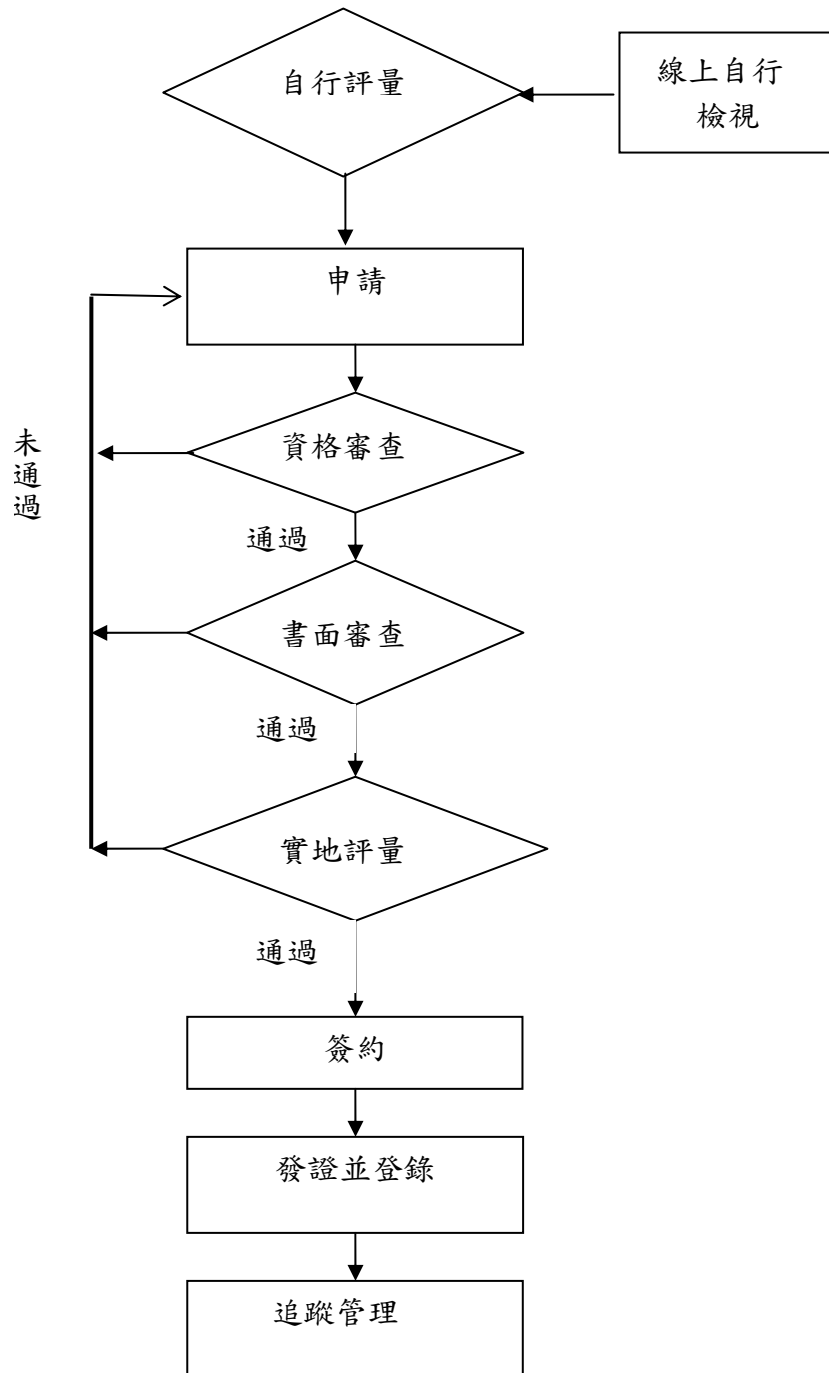 自行評量
線上自行
檢視
申請
資格審查
未通過
通過
書面審查
通過
實地評量
通過
簽約
發證並登錄
追蹤管理